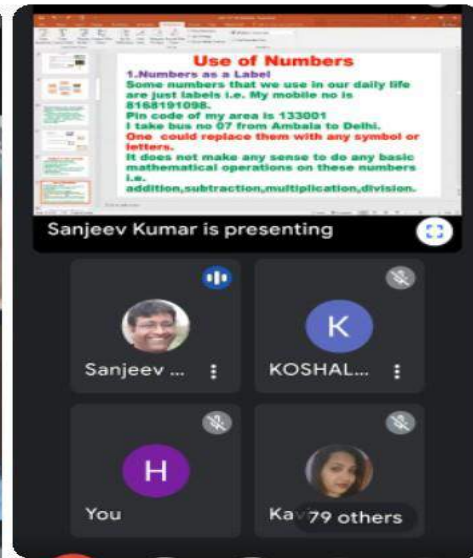 Use of Numbers
1.Numbers as a Label
Some numbers that we use in our daily life
are just labels i.e. My mobile no is
8168191098.
Pin code of my area is 133001
I take bus no 07 from Ambala to Delhi.
One could replace them with any symbol or
letters.
It does not make any sense to do any basic
mathematical operations on these numbers
i.e.
addition,subtraction,multiplication,division.
Sanjeev Kumar is presenting
K
Sanjeev ...
KOSHAL...
H
You
Kav
79 others